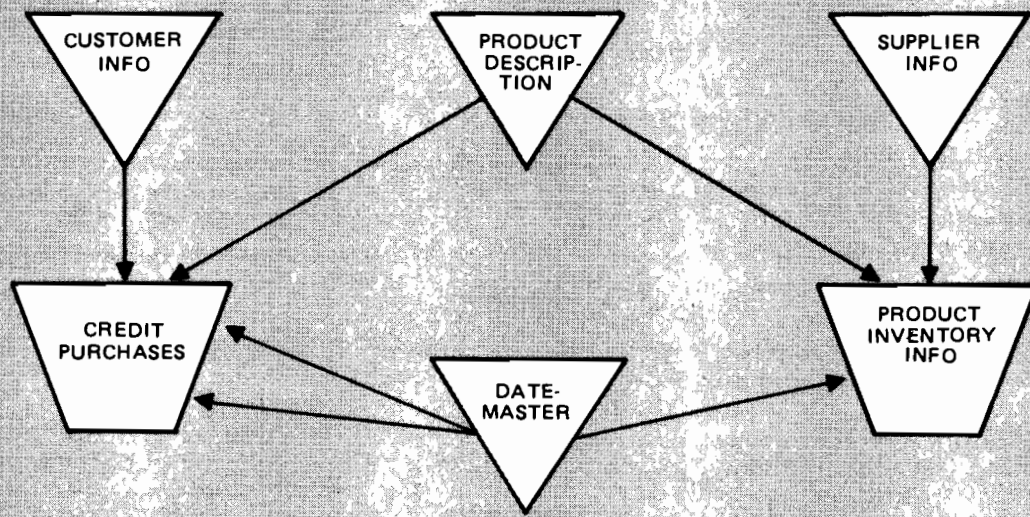 CUSTOMER
INFO
PRODUCT
DESCRIP-
TION
SUPPLIER
INFO
CREDIT
PURCHASES
DATE-
MASTER
PRODUCT
INVENTORY
INFO